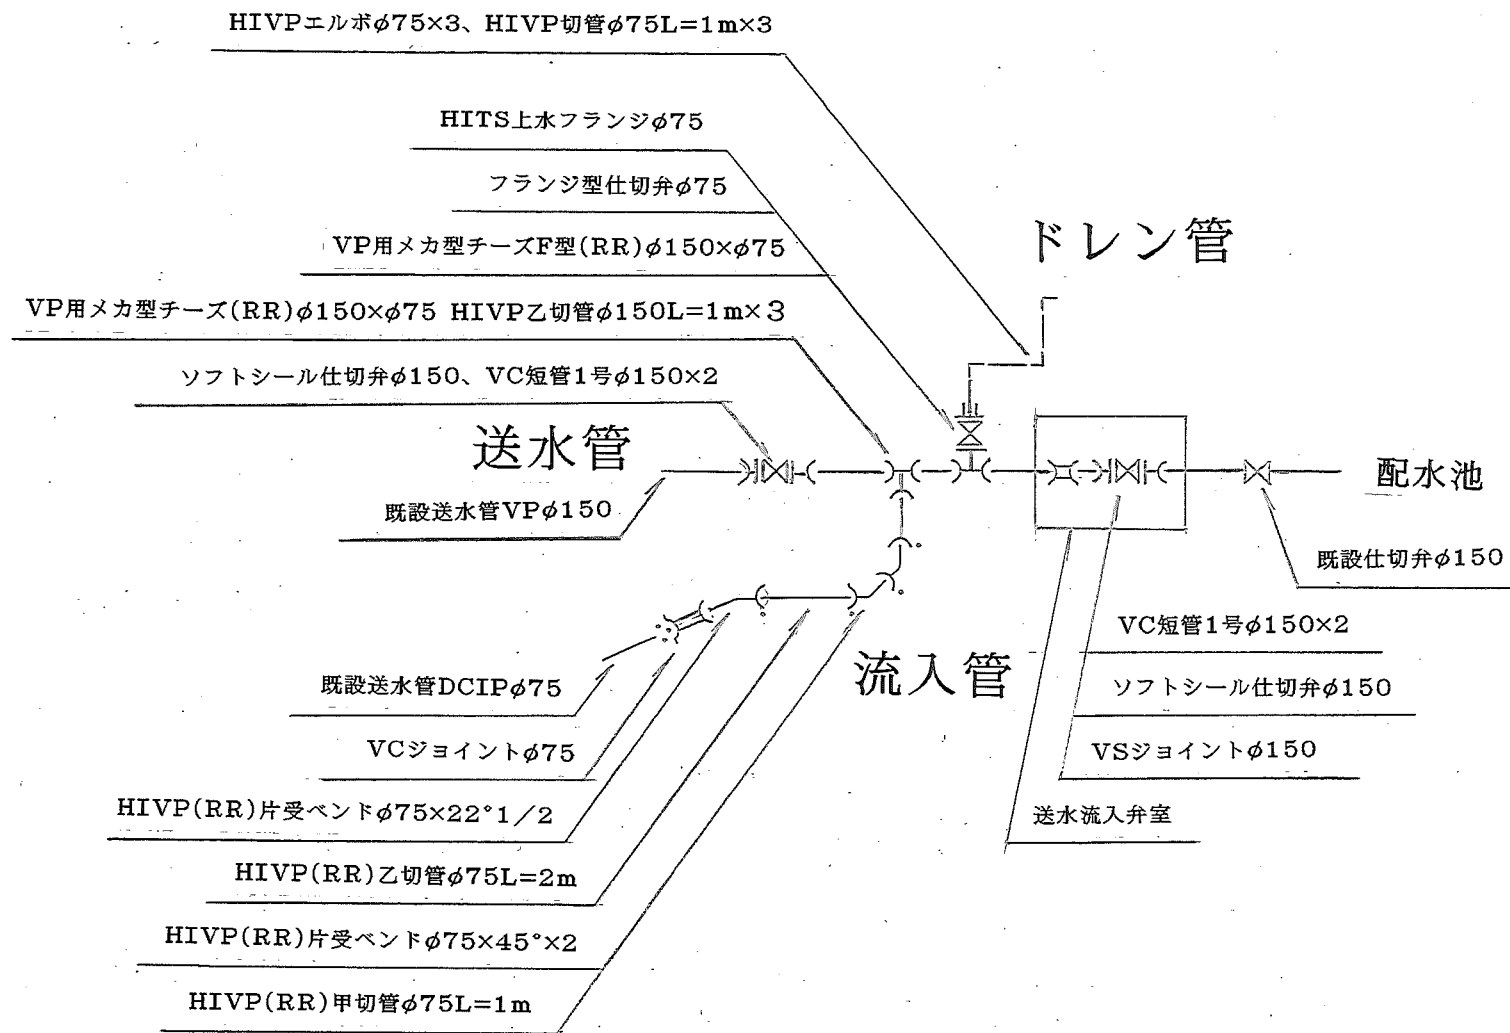 HIVPエルボφ75×3、HIVP切管φ75L=1m×3
HITS上水フランジφ75
フランジ型仕切弁φ75
VP用メカ型チーズF型(RR)φ150×φ75
ドレン管
VP用メカ型チーズ(RR)φ150×φ75 HIVP乙切管φ150L=1m×3
ソフトシール仕切弁φ150、VC短管1号φ150×2
送水管
配水池
既設送水管VPφ150
既設仕切弁φ150
VC短管1号φ150×2
流入管
既設送水管DCIPφ75
ソフトシール仕切弁φ150
VCジョイントφ75
VSジョイントφ150
HIVP(RR)片受ベンドφ75×22°1/2
送水流入弁室
HIVP(RR)乙切管φ75L=2m
HIVP(RR)片受ベンドφ75×45°×2
HIVP(RR)甲切管φ75L=1m